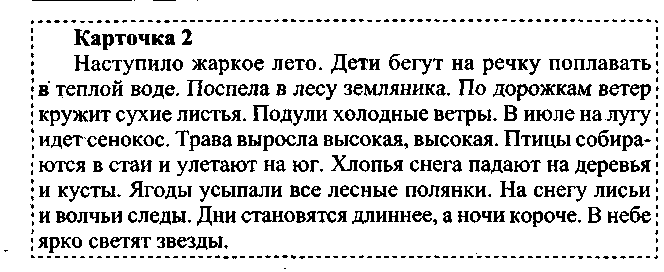 Карточка 2
Наступило жаркое лето. Дети бегут на речку поплавать
в теплой воде. Поспела в лесу земляника. По дорожкам ветер
кружит сухие листья. Подули холодные ветры. В июле на лугу
идет сенокос. Трава выросла высокая, высокая. Птицы собира-
ются в стаи и улетают на юг. Хлопья снега падают на деревья
и кусты. Ягоды усыпали все лесные полянки. На снегу лисьи
и волчьи следы. Дни становятся длиннее, а ночи короче. В небе
ярко светят звезды.